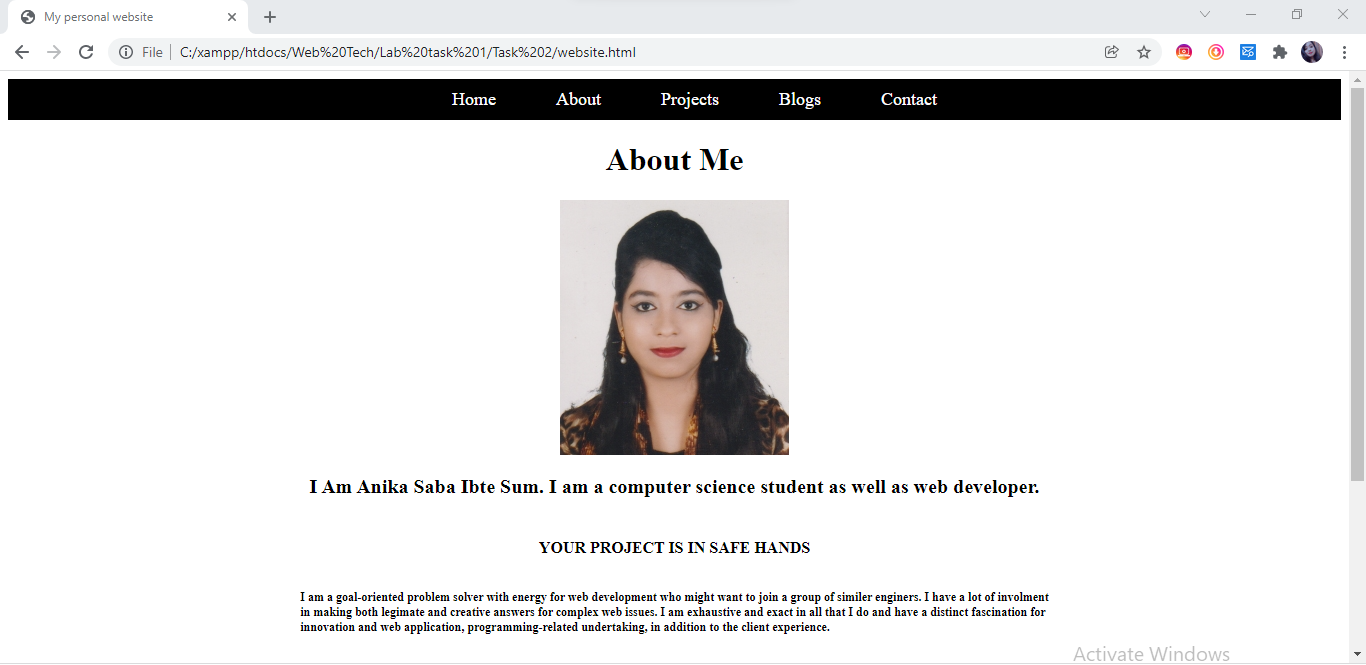 My personal website
File C:/xampp/htdocs/Web%20Tech/Lab%20task%201/Task%202/website.html
Home About Projects Blogs Contact
About Me
I Am Anika Saba Ibte Sum. I am a computer science student as well as web developer.
YOUR PROJECT IS IN SAFE HANDS
I am a goal-oriented problem solver with energy for web development who might want to join a group of similer enginers. I have a lot of involment
in making both legimate and creative answers for complex web issues. I am exhaustive and exact in all that I do and have a distinct fascination for
innovation and web application, programming-related undertaking, in addition to the client experience.
Activate Windows